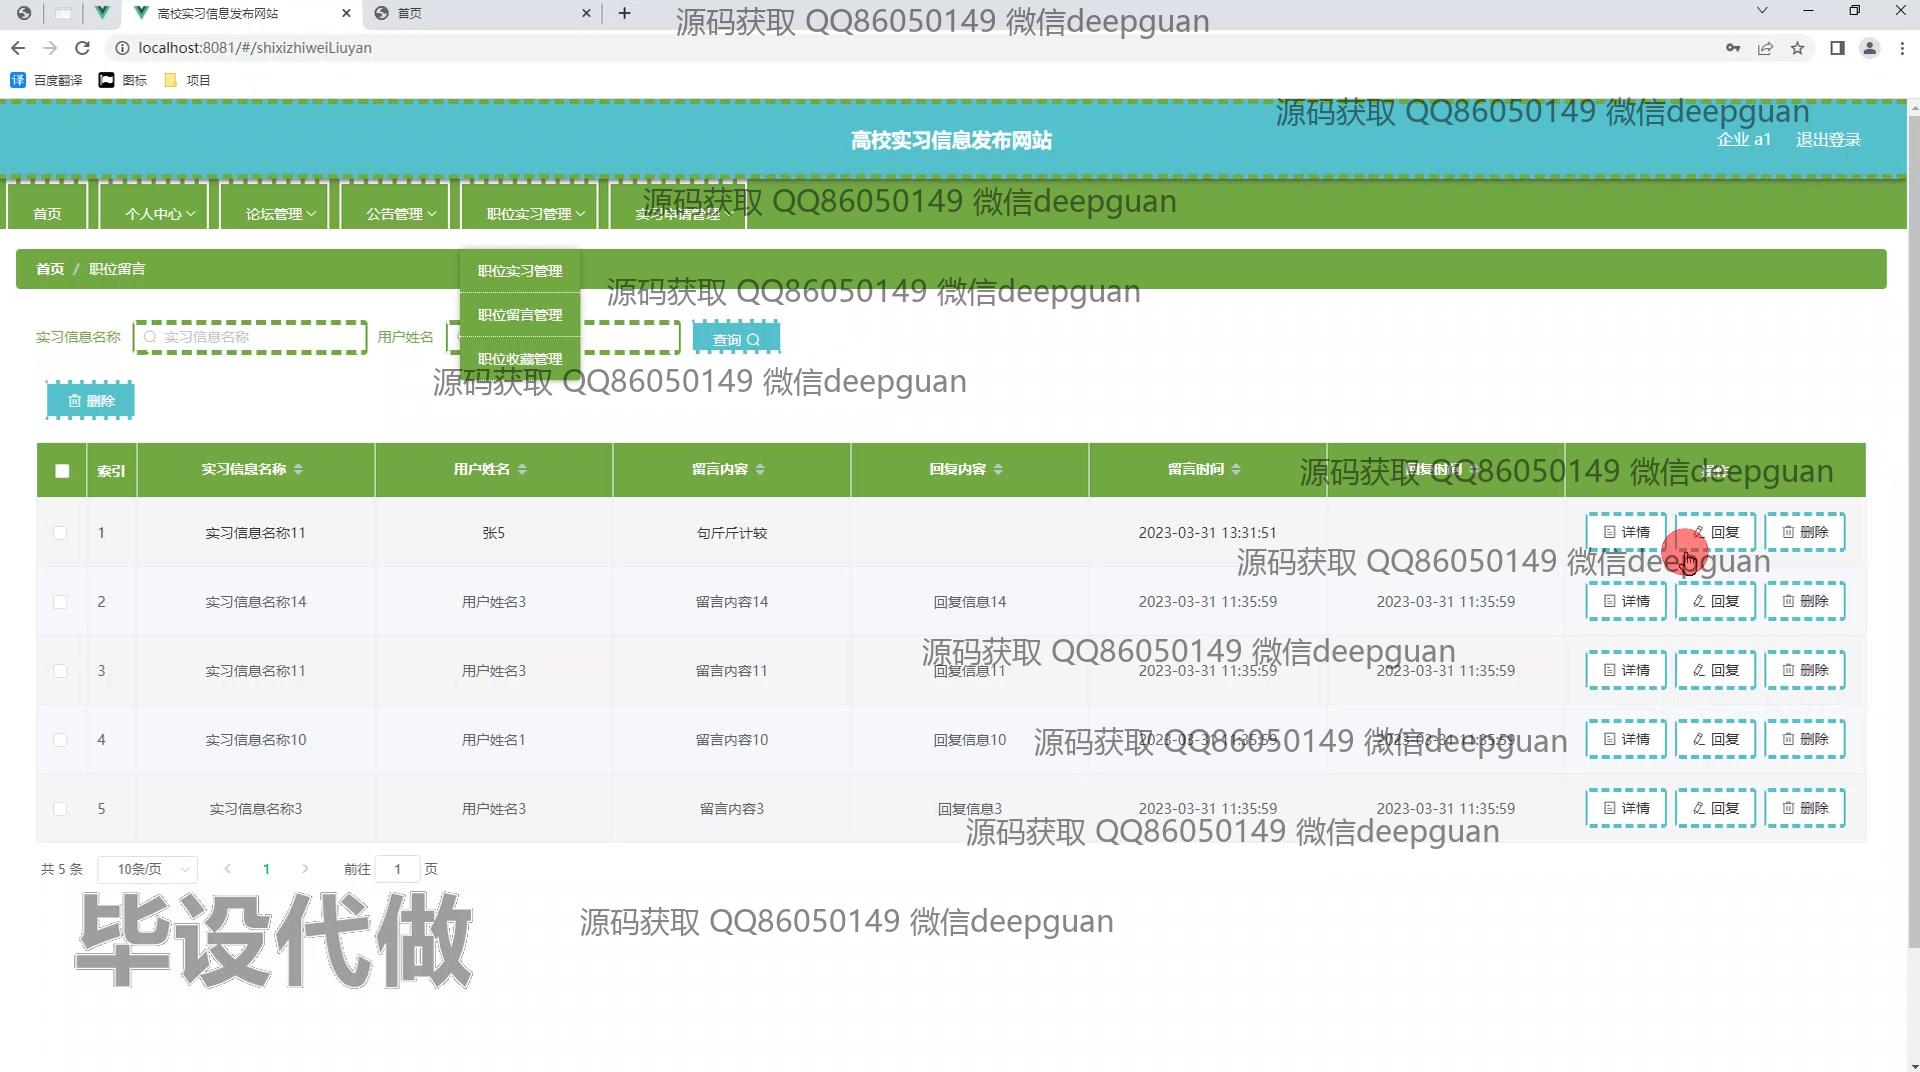 高校实习信息发布网站
首页
源码获取 QQ86050149 微信deepguan
localhost:8081/#/shixizhiweiLiuyan
百度翻译 图标 项目
源码获取 QQ86050149 微信deepguan
高校实习信息发布网站
企业 a1 退出登录
首页 个人中心 论坛管理 公告管理 职位实习管理 实习申请管理
源码获取 QQ86050149 微信deepguan
首页 / 职位留言
职位实习管理
源码获取 QQ86050149 微信deepguan
职位留言管理
实习信息名称 实习信息名称 用户姓名 查询
职位收藏管理
源码获取 QQ86050149 微信deepguan
删除
索引 实习信息名称 用户姓名 留言内容 回复内容 留言时间 回复时间 操作
源码获取 QQ86050149 微信deepguan
1 实习信息名称11 张5 句斤斤计较 2023-03-31 13:31:51 详情 回复 删除
源码获取 QQ86050149 微信deepguan
2 实习信息名称14 用户姓名3 留言内容14 回复信息14 2023-03-31 11:35:59 2023-03-31 11:35:59 详情 回复 删除
源码获取 QQ86050149 微信deepguan
3 实习信息名称11 用户姓名3 留言内容11 回复信息11 2023-03-31 11:35:59 2023-03-31 11:35:59 详情 回复 删除
4 实习信息名称10 用户姓名1 留言内容10 回复信息10 2023-03-31 11:35:59 2023-03-31 11:35:59 详情 回复 删除
源码获取 QQ86050149 微信deepguan
5 实习信息名称3 用户姓名3 留言内容3 回复信息3 2023-03-31 11:35:59 2023-03-31 11:35:59 详情 回复 删除
源码获取 QQ86050149 微信deepguan
共 5 条 10条/页 1 前往 1 页
毕设代做
源码获取 QQ86050149 微信deepguan